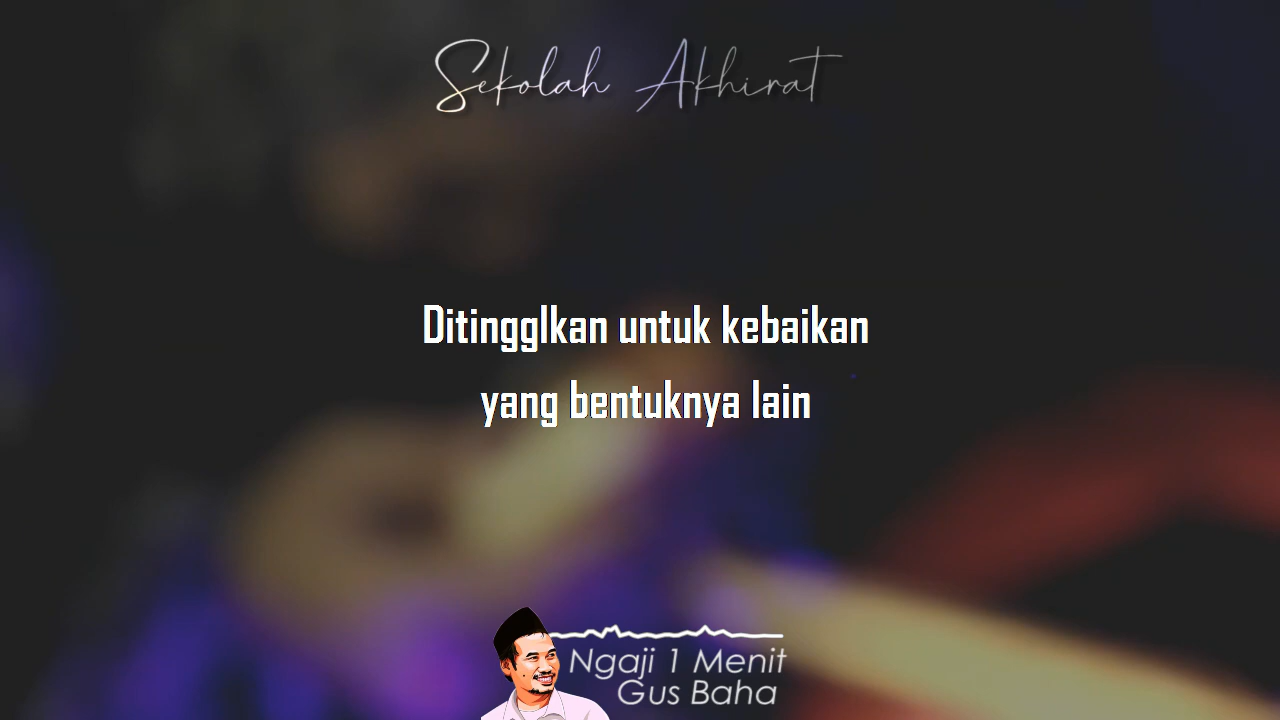 Sekolah Akhirat
Ditingglkan untuk kebaikan
yang bentuknya lain
Ngaji 1 Menit
Gus Baha